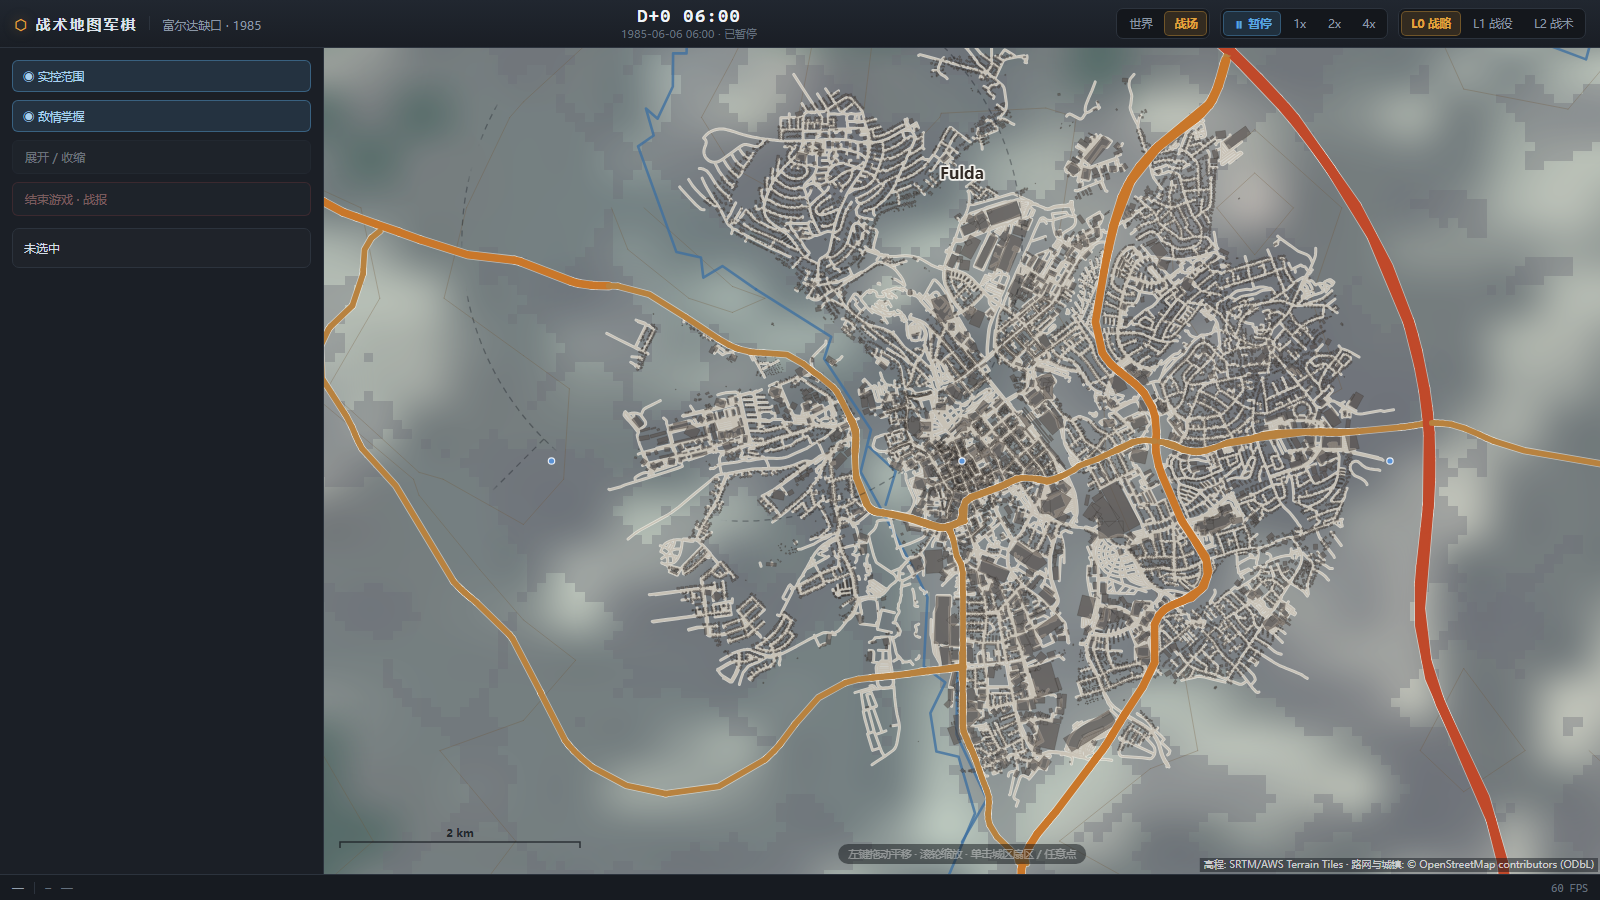 战术地图军棋
富尔达缺口 · 1985
D+0 06:00
1985-06-06 06:00 · 已暂停
世界
战场
⏸ 暂停
1x
2x
4x
L0 战略
L1 战役
L2 战术
◉ 实控范围
◉ 敌情掌握
展开 / 收缩
结束游戏 · 战报
未选中
Fulda
2 km
左键拖动平移 · 滚轮缩放 · 单击城区扇区 / 任意点
高程: SRTM/AWS Terrain Tiles · 路网与城镇: © OpenStreetMap contributors (ODbL)
— – —
60 FPS